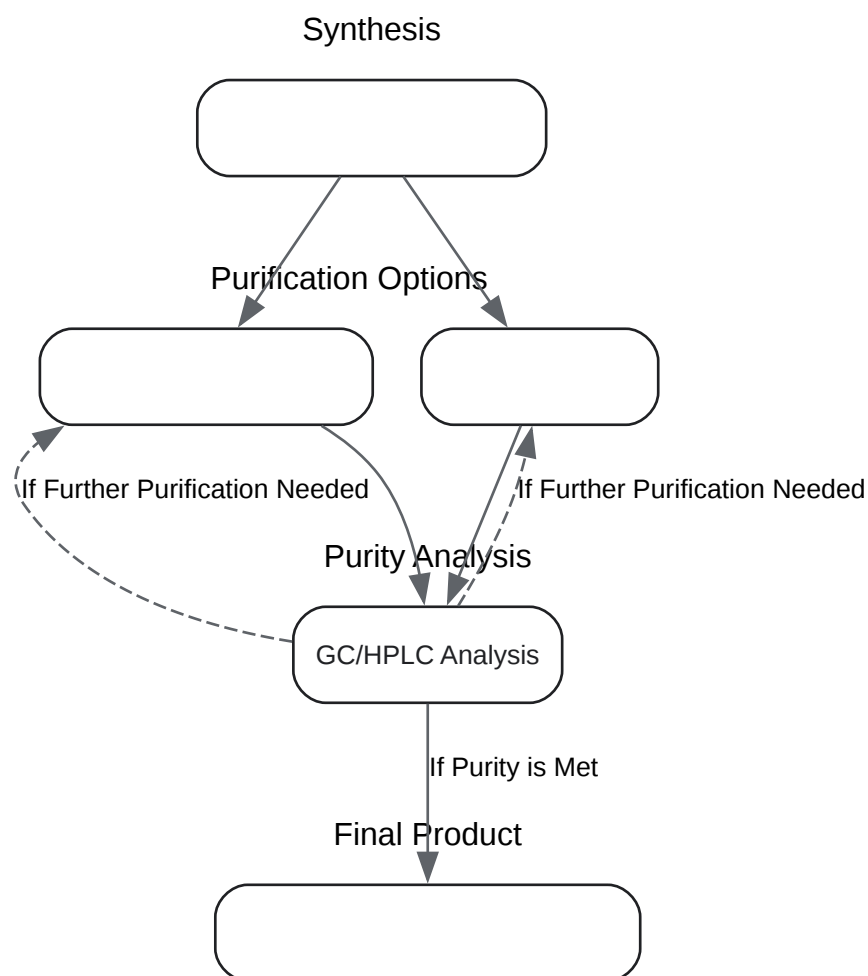 Synthesis
Purification Options
If Further Purification Needed
If Further Purification Needed
Purity Analysis
GC/HPLC Analysis
If Purity is Met
Final Product